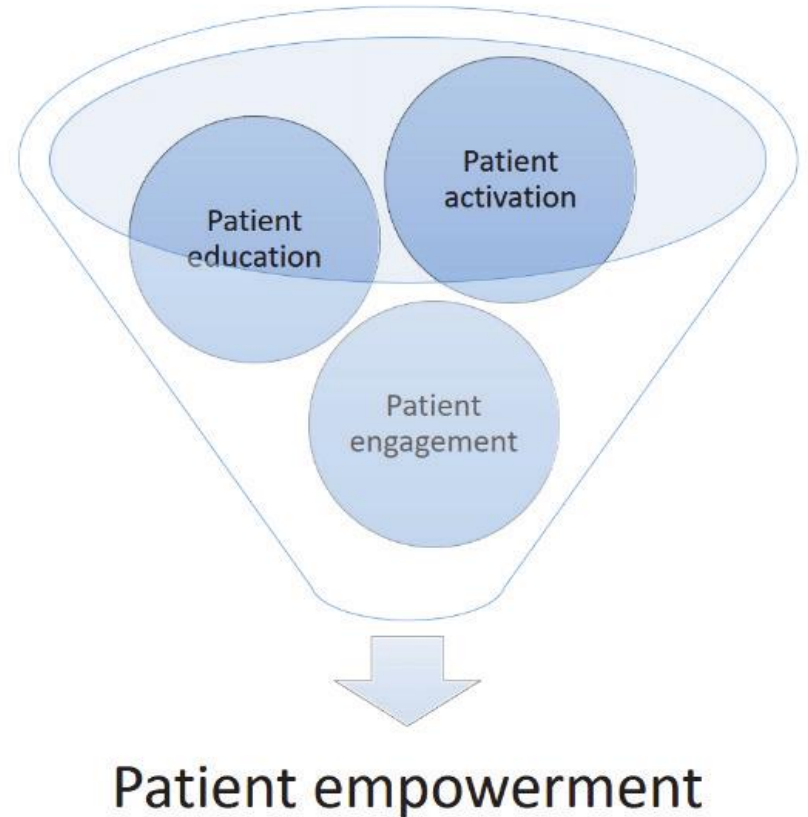 Patient
activation
Patient
education
Patient
engagement
Patient empowerment